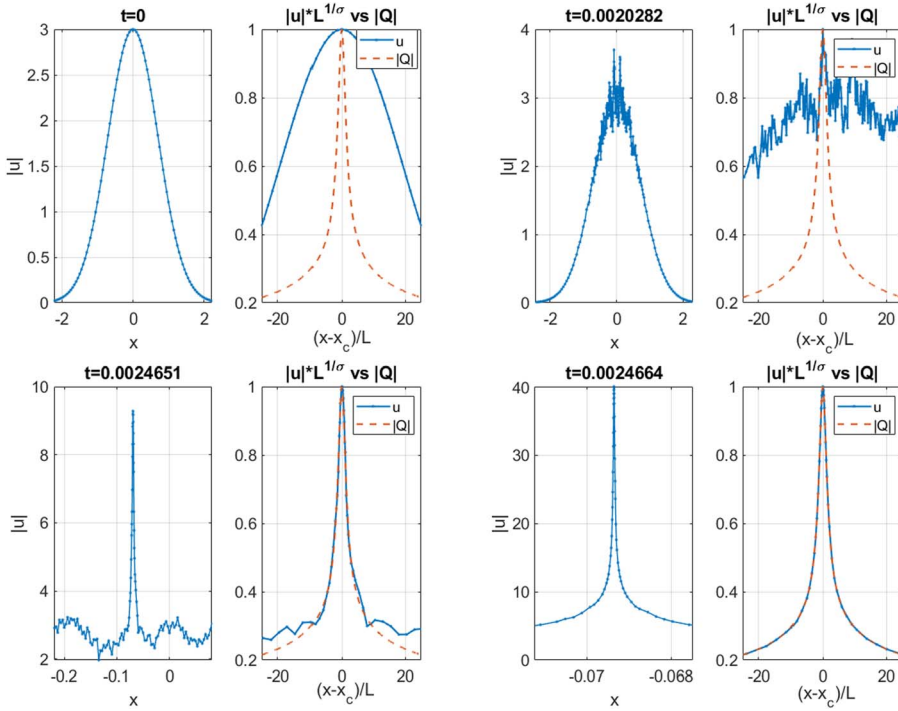 t=0
|u|
3
2.5
2
1.5
1
0.5
0
-2
0
2
x
|u|*L^{1/σ} vs |Q|
u
|Q|
1
0.8
0.6
0.4
0.2
-20
0
20
(x-x_c)/L
t=0.0020282
|u|
4
3
2
1
0
-2
0
2
x
|u|*L^{1/σ} vs |Q|
u
|Q|
1
0.8
0.6
0.4
0.2
-20
0
20
(x-x_c)/L
t=0.0024651
|u|
10
8
6
4
2
-0.2
-0.1
0
x
|u|*L^{1/σ} vs |Q|
u
|Q|
1
0.8
0.6
0.4
0.2
-20
0
20
(x-x_c)/L
t=0.0024664
|u|
40
30
20
10
0
-0.07
-0.068
x
|u|*L^{1/σ} vs |Q|
u
|Q|
1
0.8
0.6
0.4
0.2
-20
0
20
(x-x_c)/L